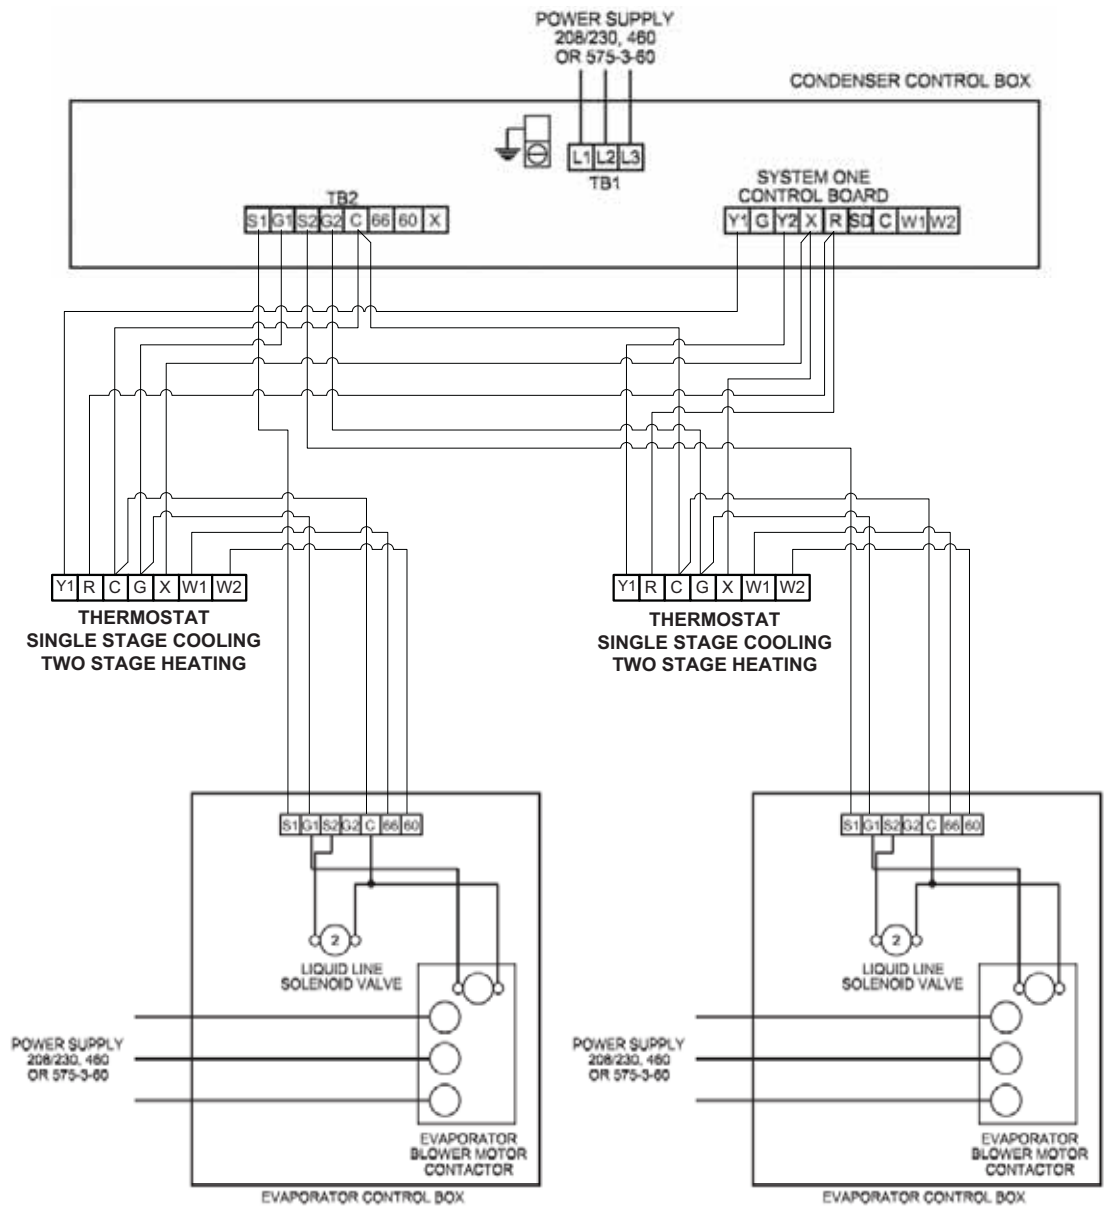 POWER SUPPLY
208/230, 460
OR 575-3-60
CONDENSER CONTROL BOX
L1 L2 L3
TB1
SYSTEM ONE
CONTROL BOARD
TB2
S1 G1 S2 G2 C 66 60 X
Y1 G Y2 X R SD C W1 W2
Y1 R C G X W1 W2
THERMOSTAT
SINGLE STAGE COOLING
TWO STAGE HEATING
Y1 R C G X W1 W2
THERMOSTAT
SINGLE STAGE COOLING
TWO STAGE HEATING
S1 G1 S2 G2 C 66 60
2
LIQUID LINE
SOLENOID VALVE
POWER SUPPLY
208/230, 460
OR 575-3-60
EVAPORATOR
BLOWER MOTOR
CONTACTOR
EVAPORATOR CONTROL BOX
S1 G1 S2 G2 C 66 60
2
LIQUID LINE
SOLENOID VALVE
POWER SUPPLY
208/230, 460
OR 575-3-60
EVAPORATOR
BLOWER MOTOR
CONTACTOR
EVAPORATOR CONTROL BOX